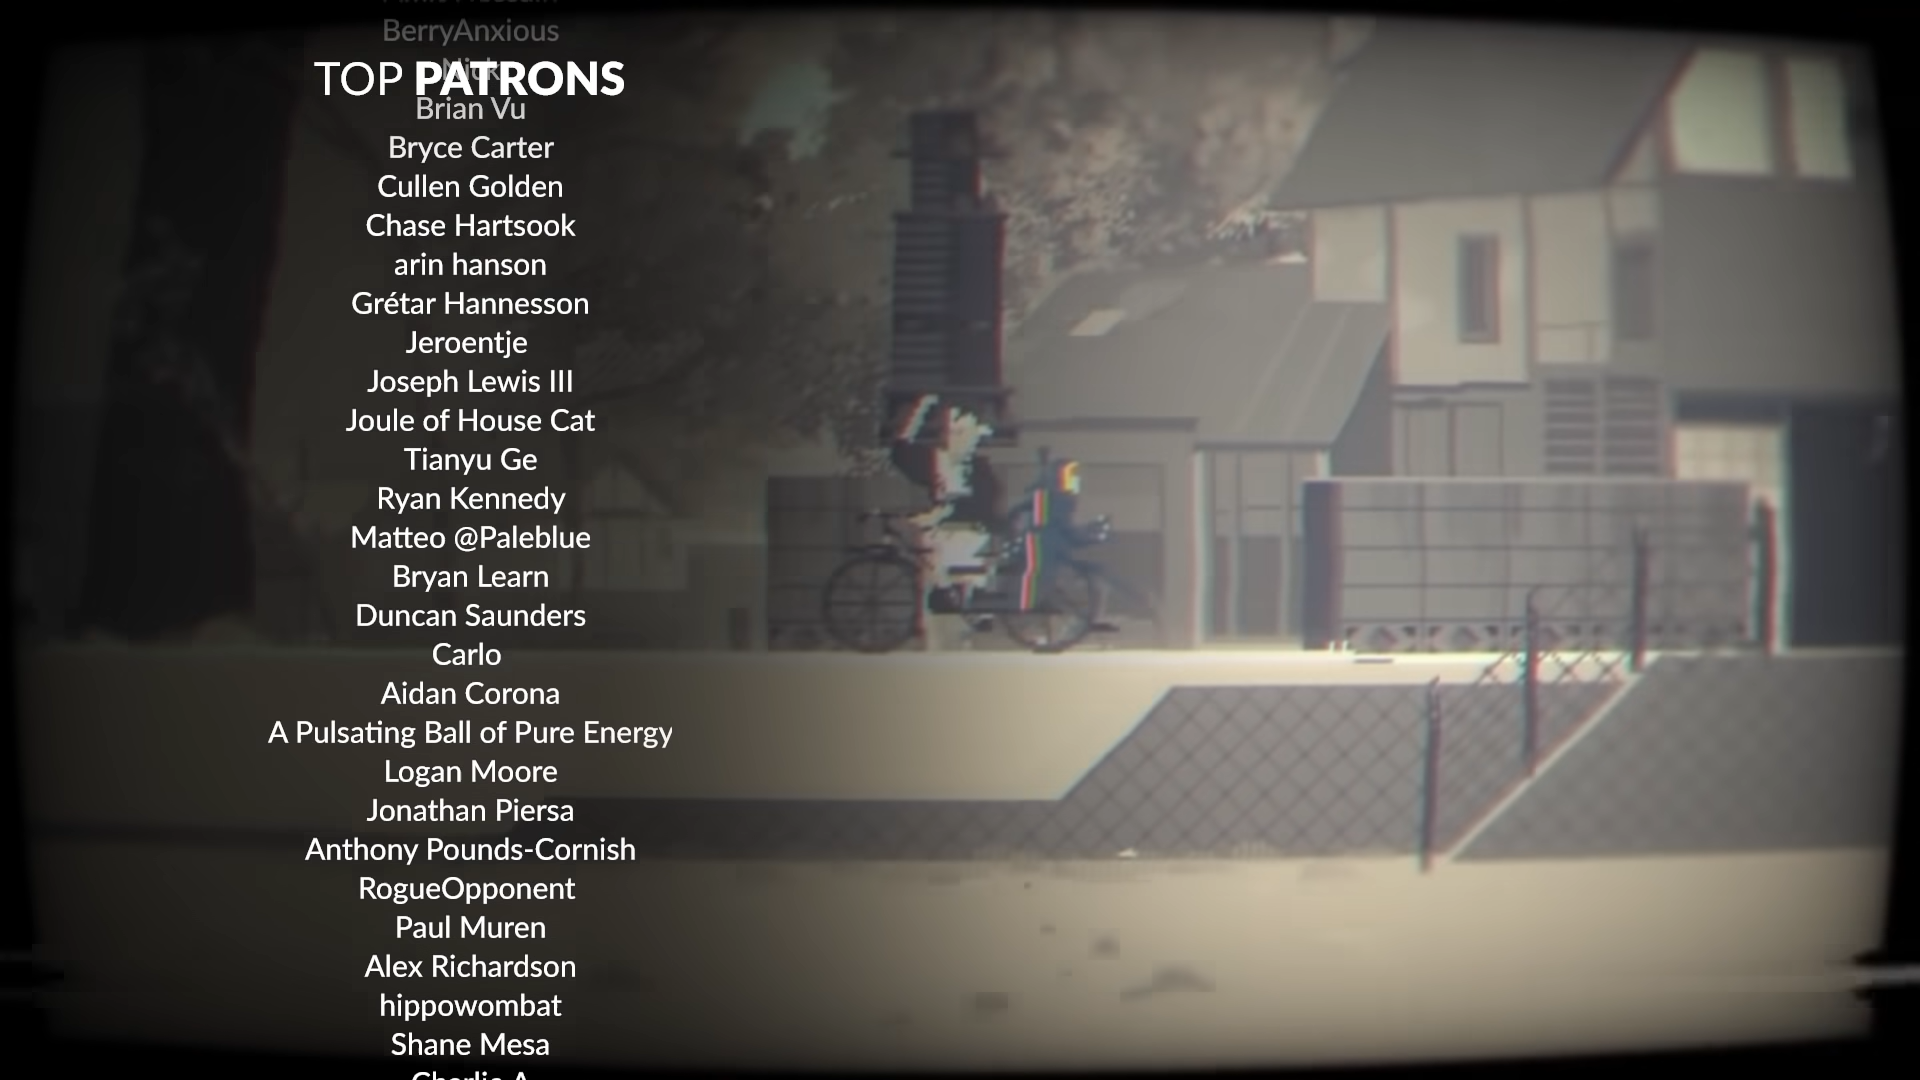 BerryAnxious
TOP PATRONS
Nick
Brian Vu
Bryce Carter
Cullen Golden
Chase Hartsook
arin hanson
Grétar Hannesson
Jeroentje
Joseph Lewis III
Joule of House Cat
Tianyu Ge
Ryan Kennedy
Matteo @Paleblue
Bryan Learn
Duncan Saunders
Carlo
Aidan Corona
A Pulsating Ball of Pure Energy
Logan Moore
Jonathan Piersa
Anthony Pounds-Cornish
RogueOpponent
Paul Muren
Alex Richardson
hippowombat
Shane Mesa